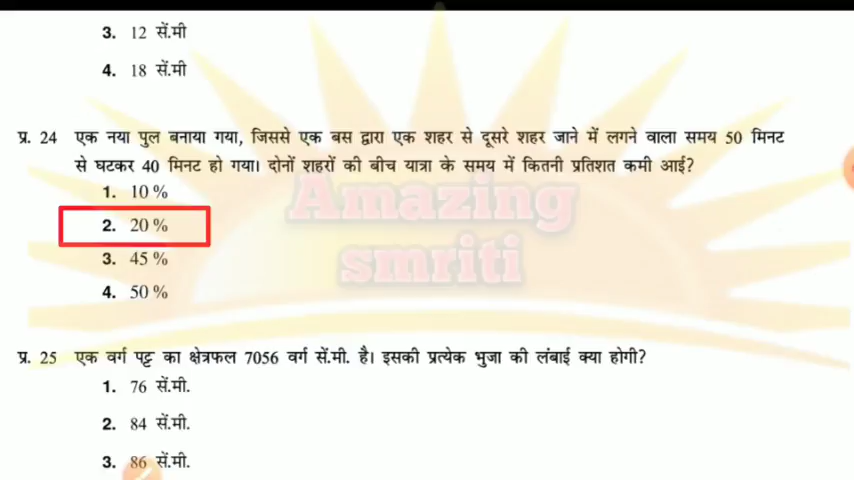 3. 12 सें.मी
4. 18 सें.मी
प्र. 24 एक नया पुल बनाया गया, जिससे एक बस द्वारा एक शहर से दूसरे शहर जाने में लगने वाला समय 50 मिनट
से घटकर 40 मिनट हो गया। दोनों शहरों की बीच यात्रा के समय में कितनी प्रतिशत कमी आई?
1. 10 %
Amazing
2. 20 %
smriti
3. 45 %
4. 50 %
प्र. 25 एक वर्ग पट्ट का क्षेत्रफल 7056 वर्ग सें.मी. है। इसकी प्रत्येक भुजा की लंबाई क्या होगी?
1. 76 सें.मी.
2. 84 सें.मी.
3. 86 सें.मी.